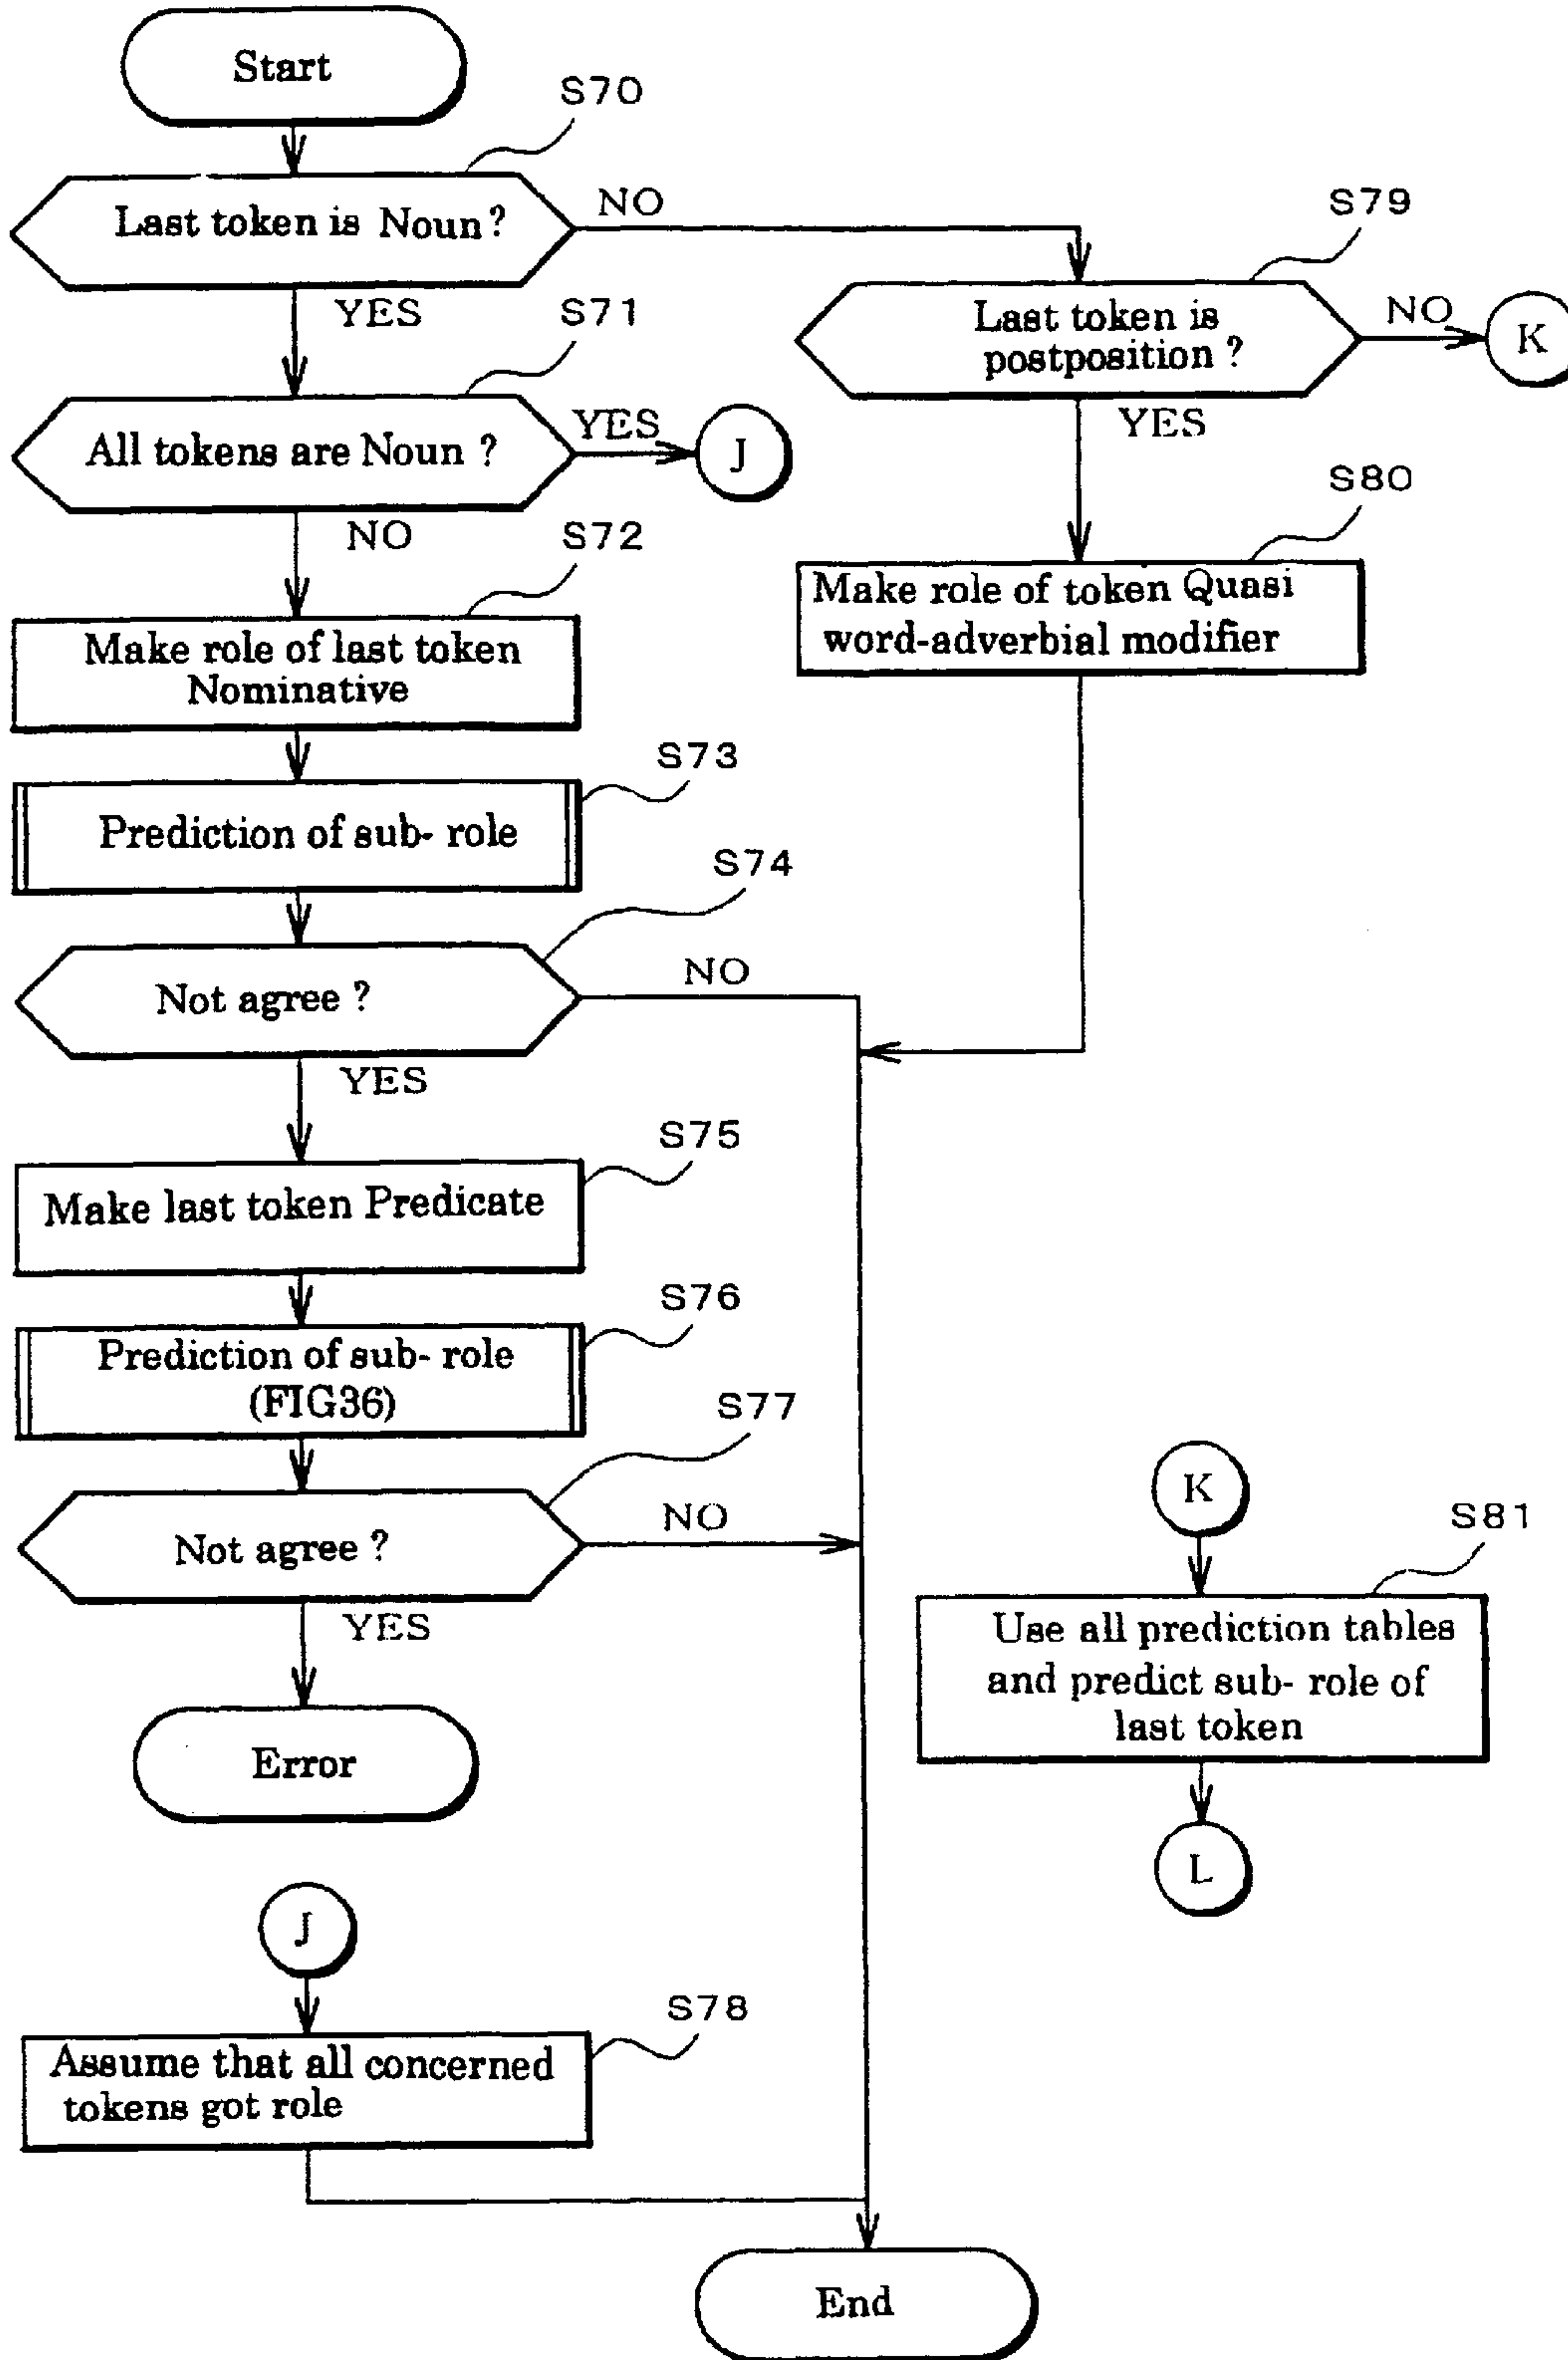 Start
S70
Last token is Noun?
NO
YES
S79
Last token is
postposition ?
NO
K
YES
S71
All tokens are Noun ?
YES
J
NO
S80
Make role of token Quasi
word-adverbial modifier
S72
Make role of last token
Nominative
S73
Prediction of sub- role
S74
Not agree ?
NO
YES
S75
Make last token Predicate
S76
Prediction of sub- role
(FIG36)
S77
Not agree ?
NO
YES
Error
K
S81
Use all prediction tables
and predict sub- role of
last token
L
J
S78
Assume that all concerned
tokens got role
End